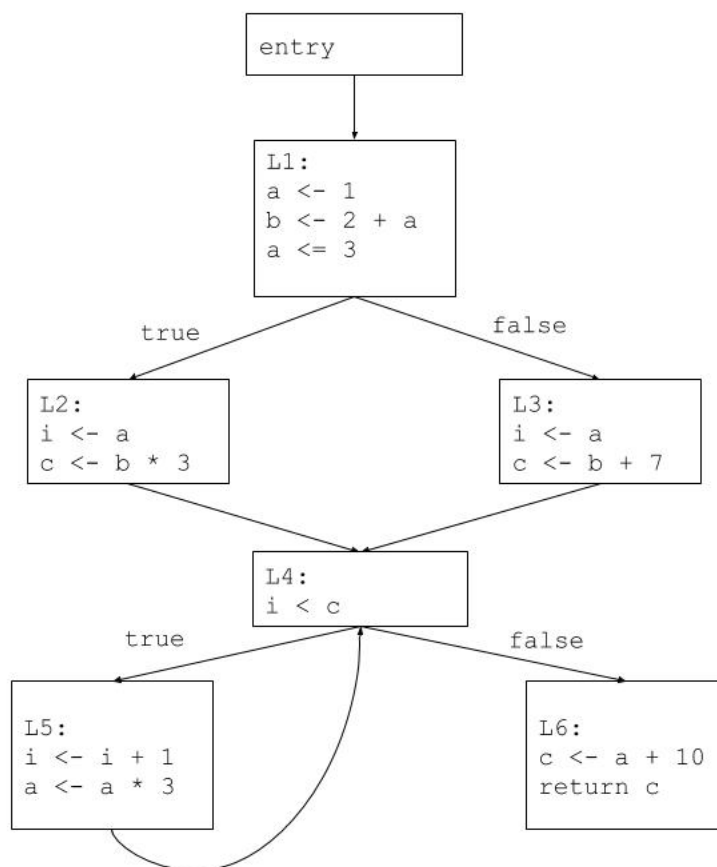 entry
L1:
a <- 1
b <- 2 + a
a <= 3
true
false
L2:
i <- a
c <- b * 3
L3:
i <- a
c <- b + 7
L4:
i < c
true
false
L5:
i <- i + 1
a <- a * 3
L6:
c <- a + 10
return c